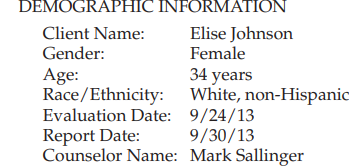 DEMOGRAPHIC INFORMATION
Client Name: Elise Johnson
Gender: Female
Age: 34 years
Race/Ethnicity: White, non-Hispanic
Evaluation Date: 9/24/13
Report Date: 9/30/13
Counselor Name: Mark Sallinger